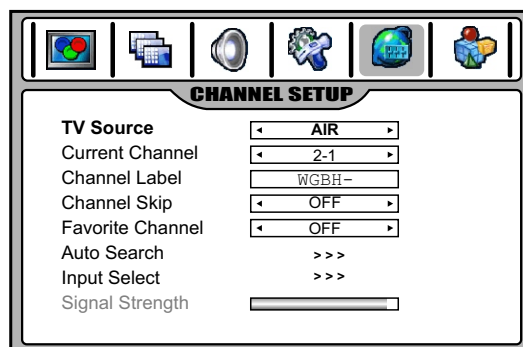 CHANNEL SETUP
TV Source AIR
Current Channel 2-1
Channel Label WGBH-
Channel Skip OFF
Favorite Channel OFF
Auto Search >>>
Input Select >>>
Signal Strength